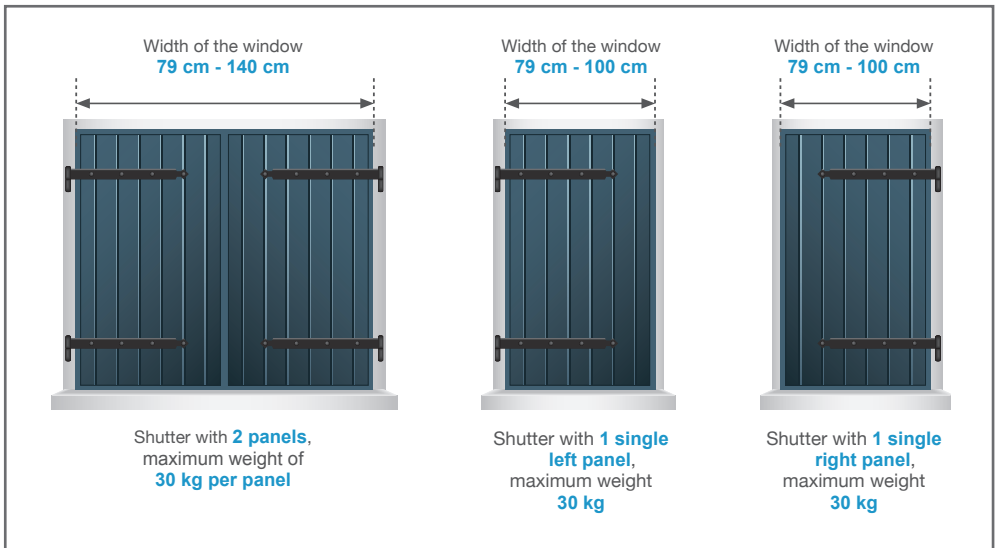 Width of the window
79 cm - 140 cm
Shutter with 2 panels,
maximum weight of
30 kg per panel
Width of the window
79 cm - 100 cm
Shutter with 1 single
left panel,
maximum weight
30 kg
Width of the window
79 cm - 100 cm
Shutter with 1 single
right panel,
maximum weight
30 kg